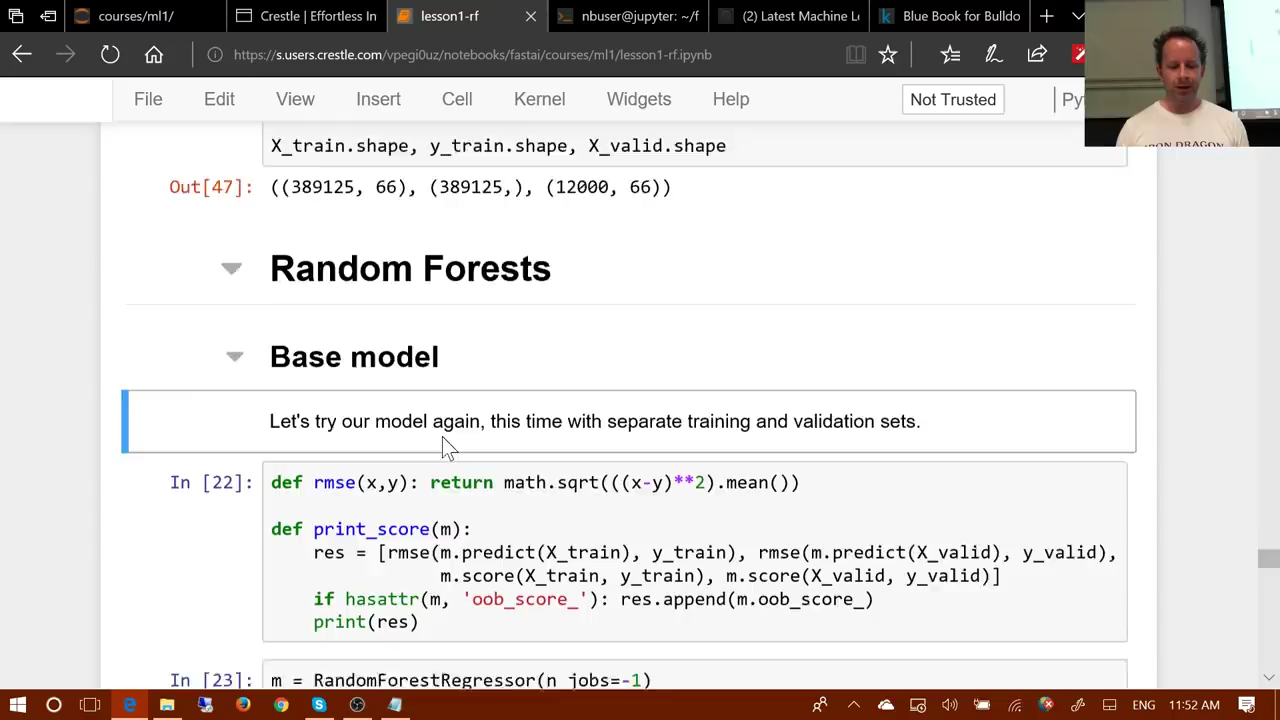 courses/ml1/
Crestle | Effortless In
lesson1-rf
nbuser@jupyter: ~/f
(2) Latest Machine Le
Blue Book for Bulldo
https://s.users.crestle.com/vpegi0uz/notebooks/fastai/courses/ml1/lesson1-rf.ipynb
File Edit View Insert Cell Kernel Widgets Help
Not Trusted
X_train.shape, y_train.shape, X_valid.shape
Out[47]: ((389125, 66), (389125,), (12000, 66))
Random Forests
Base model
Let's try our model again, this time with separate training and validation sets.
In [22]: def rmse(x,y): return math.sqrt(((x-y)**2).mean())
def print_score(m):
res = [rmse(m.predict(X_train), y_train), rmse(m.predict(X_valid), y_valid),
m.score(X_train, y_train), m.score(X_valid, y_valid)]
if hasattr(m, 'oob_score_'): res.append(m.oob_score_)
print(res)
In [23]: m = RandomForestRegressor(n_jobs=-1)
ENG 11:52 AM